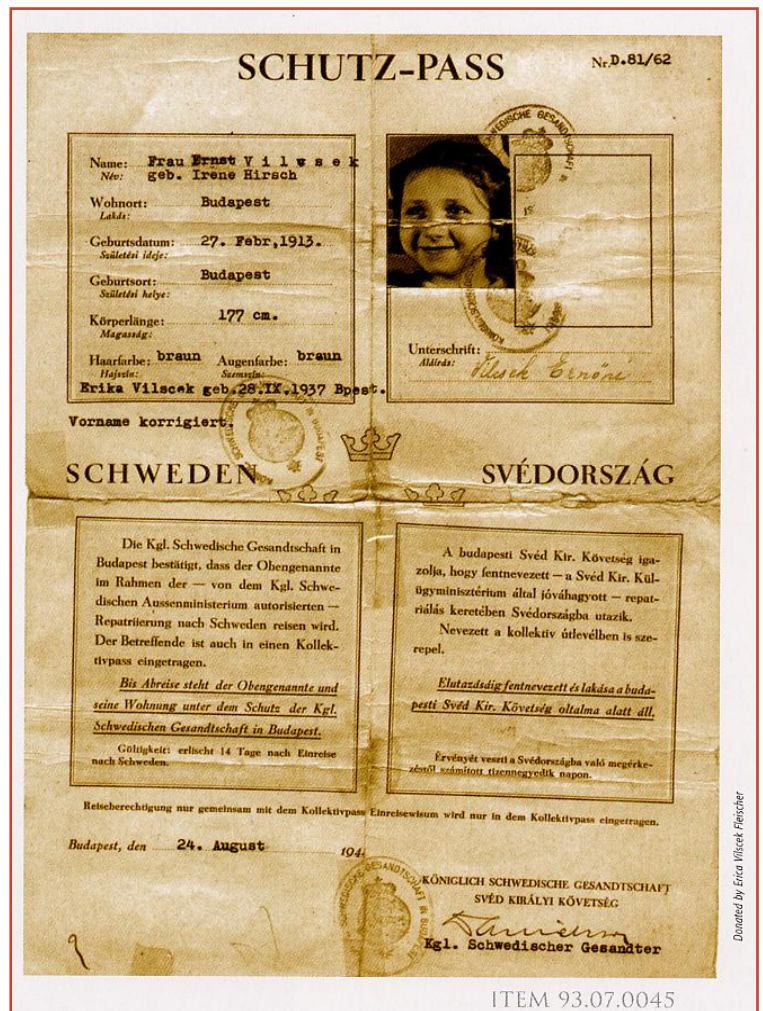 SCHUTZ-PASS
Nr. D.81/62
Name: Frau Ernst V i l s c e k
Név: geb. Irene Hirsch
Wohnort: Budapest
Lakás:
Geburtsdatum: 27. Febr,1913.
Születési ideje:
Geburtsort: Budapest
Születési helye:
Körperlänge: 177 cm.
Magasság:
Haarfarbe: braun Augenfarbe: braun
Hajszín: Szemszín:
Erika Vilscek geb.28.IX.1937 Bpest.
Vorname korrigiert.
Unterschrift:
Aláírás: Vilcsek Ernőné
SCHWEDEN
SVÉDORSZÁG
Die Kgl. Schwedische Gesandtschaft in
Budapest bestätigt, dass der Obengenannte
im Rahmen der — von dem Kgl. Schwe-
dischen Aussenministerium autorisierten —
Repatriierung nach Schweden reisen wird.
Der Betreffende ist auch in einen Kollek-
tivpass eingetragen.
Bis Abreise steht der Obengenannte und
seine Wohnung unter dem Schutz der Kgl.
Schwedischen Gesandtschaft in Budapest.
Gültigkeit: erlischt 14 Tage nach Einreise
nach Schweden.
A budapesti Svéd Kir. Követség iga-
zolja, hogy fentnevezett — a Svéd Kir. Kül-
ügyminisztérium által jóváhagyott — repat-
riálás keretében Svédországba utazik.
Nevezett a kollektiv útlevélben is sze-
repel.
Elutazásáig fentnevezett és lakása a buda-
pesti Svéd Kir. Követség oltalma alatt áll.
Érvényét veszti a Svédországba való megérke-
zéstől számított tizennegyedik napon.
Reiseberechtigung nur gemeinsam mit dem Kollektivpass Einreisewisum wird nur in dem Kollektivpass eingetragen.
Budapest, den 24. August 194
KÖNIGLICH SCHWEDISCHE GESANDTSCHAFT
SVÉD KIRÁLYI KÖVETSÉG
Kgl. Schwedischer Gesandter
Donated by Erica Vilscek Fleischer
ITEM 93.07.0045